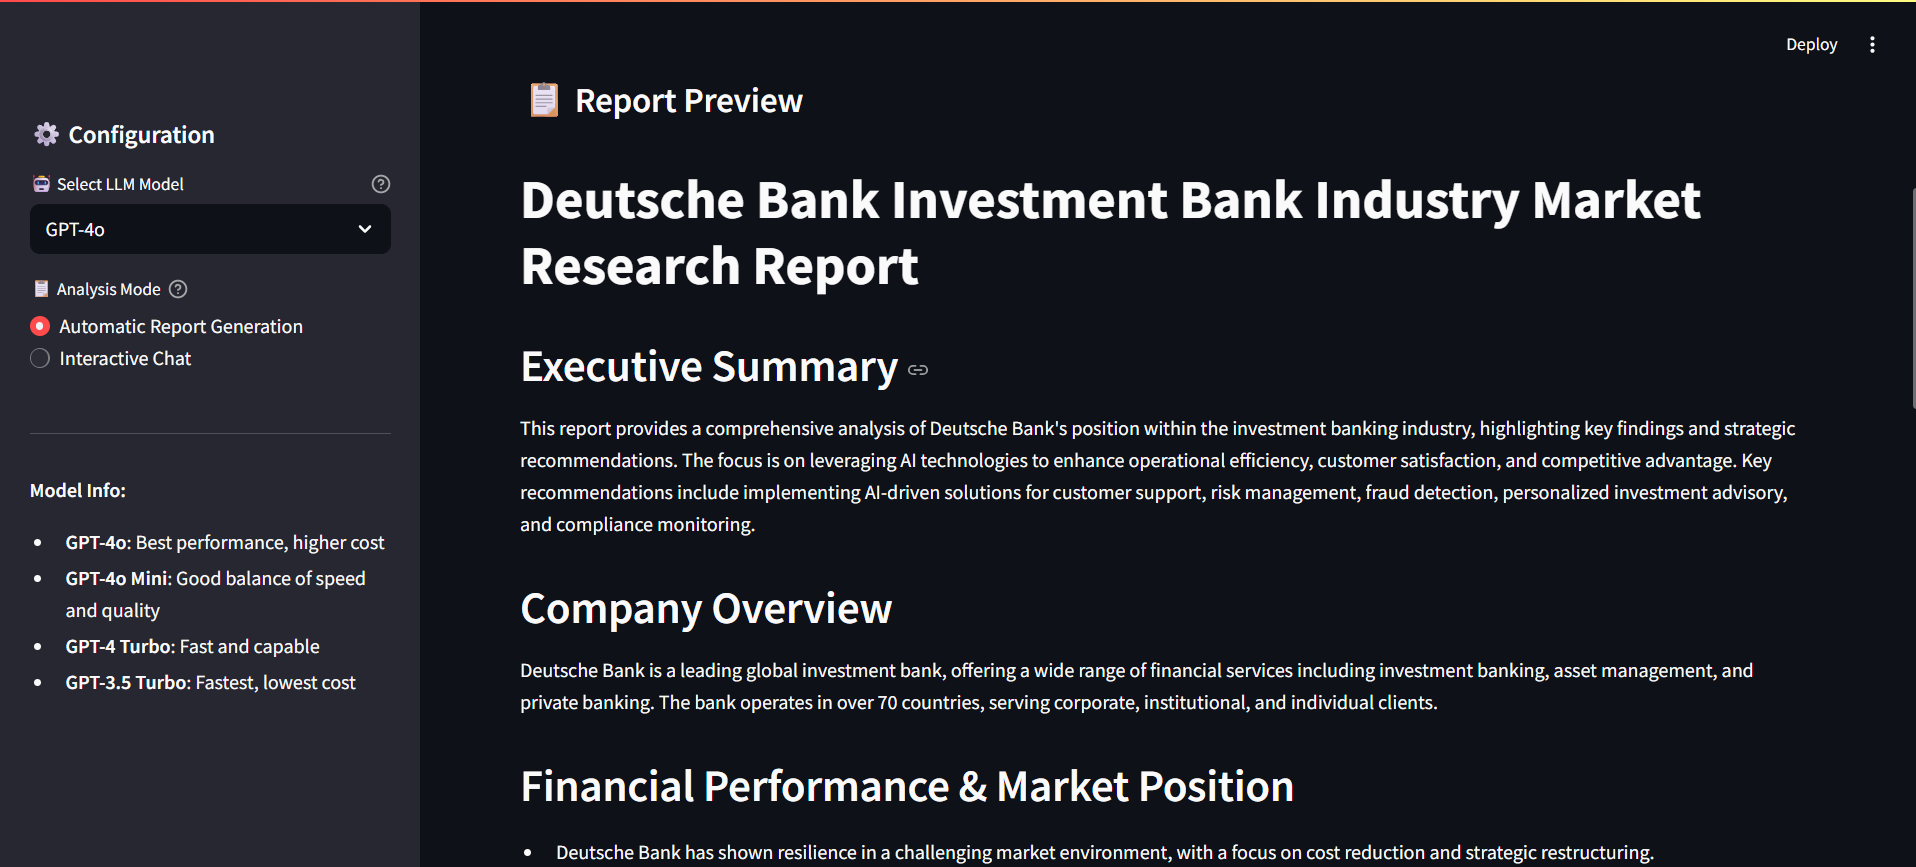 Deploy
Configuration
Select LLM Model
GPT-4o
Analysis Mode
Automatic Report Generation
Interactive Chat
Model Info:
GPT-4o: Best performance, higher cost
GPT-4o Mini: Good balance of speed
and quality
GPT-4 Turbo: Fast and capable
GPT-3.5 Turbo: Fastest, lowest cost
Report Preview
Deutsche Bank Investment Bank Industry Market
Research Report
Executive Summary
This report provides a comprehensive analysis of Deutsche Bank's position within the investment banking industry, highlighting key findings and strategic
recommendations. The focus is on leveraging AI technologies to enhance operational efficiency, customer satisfaction, and competitive advantage. Key
recommendations include implementing AI-driven solutions for customer support, risk management, fraud detection, personalized investment advisory,
and compliance monitoring.
Company Overview
Deutsche Bank is a leading global investment bank, offering a wide range of financial services including investment banking, asset management, and
private banking. The bank operates in over 70 countries, serving corporate, institutional, and individual clients.
Financial Performance & Market Position
Deutsche Bank has shown resilience in a challenging market environment, with a focus on cost reduction and strategic restructuring.